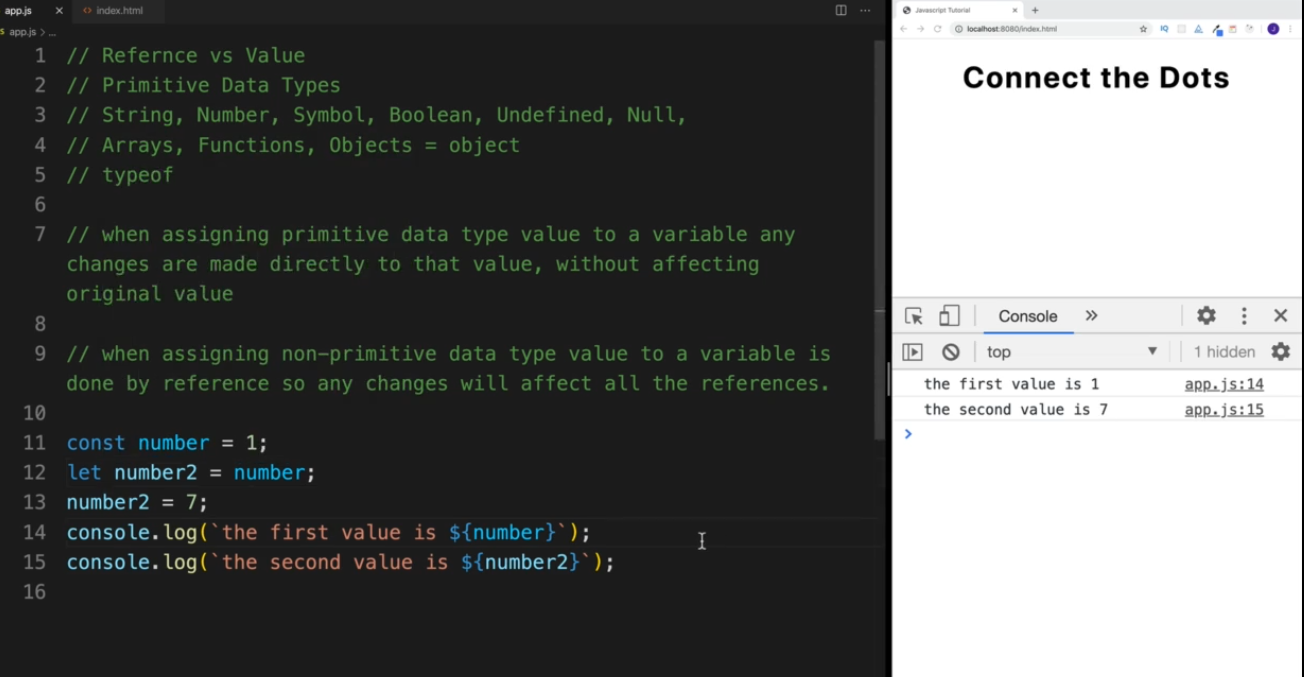 app.js
index.html
app.js > ...
1 // Refernce vs Value
2 // Primitive Data Types
3 // String, Number, Symbol, Boolean, Undefined, Null,
4 // Arrays, Functions, Objects = object
5 // typeof
6
7 // when assigning primitive data type value to a variable any
changes are made directly to that value, without affecting
original value
8
9 // when assigning non-primitive data type value to a variable is
done by reference so any changes will affect all the references.
10
11 const number = 1;
12 let number2 = number;
13 number2 = 7;
14 console.log(`the first value is ${number}`);
15 console.log(`the second value is ${number2}`);
16
Javascript Tutorial
localhost:8080/index.html
IQ
J
Connect the Dots
Console
top
1 hidden
the first value is 1 app.js:14
the second value is 7 app.js:15